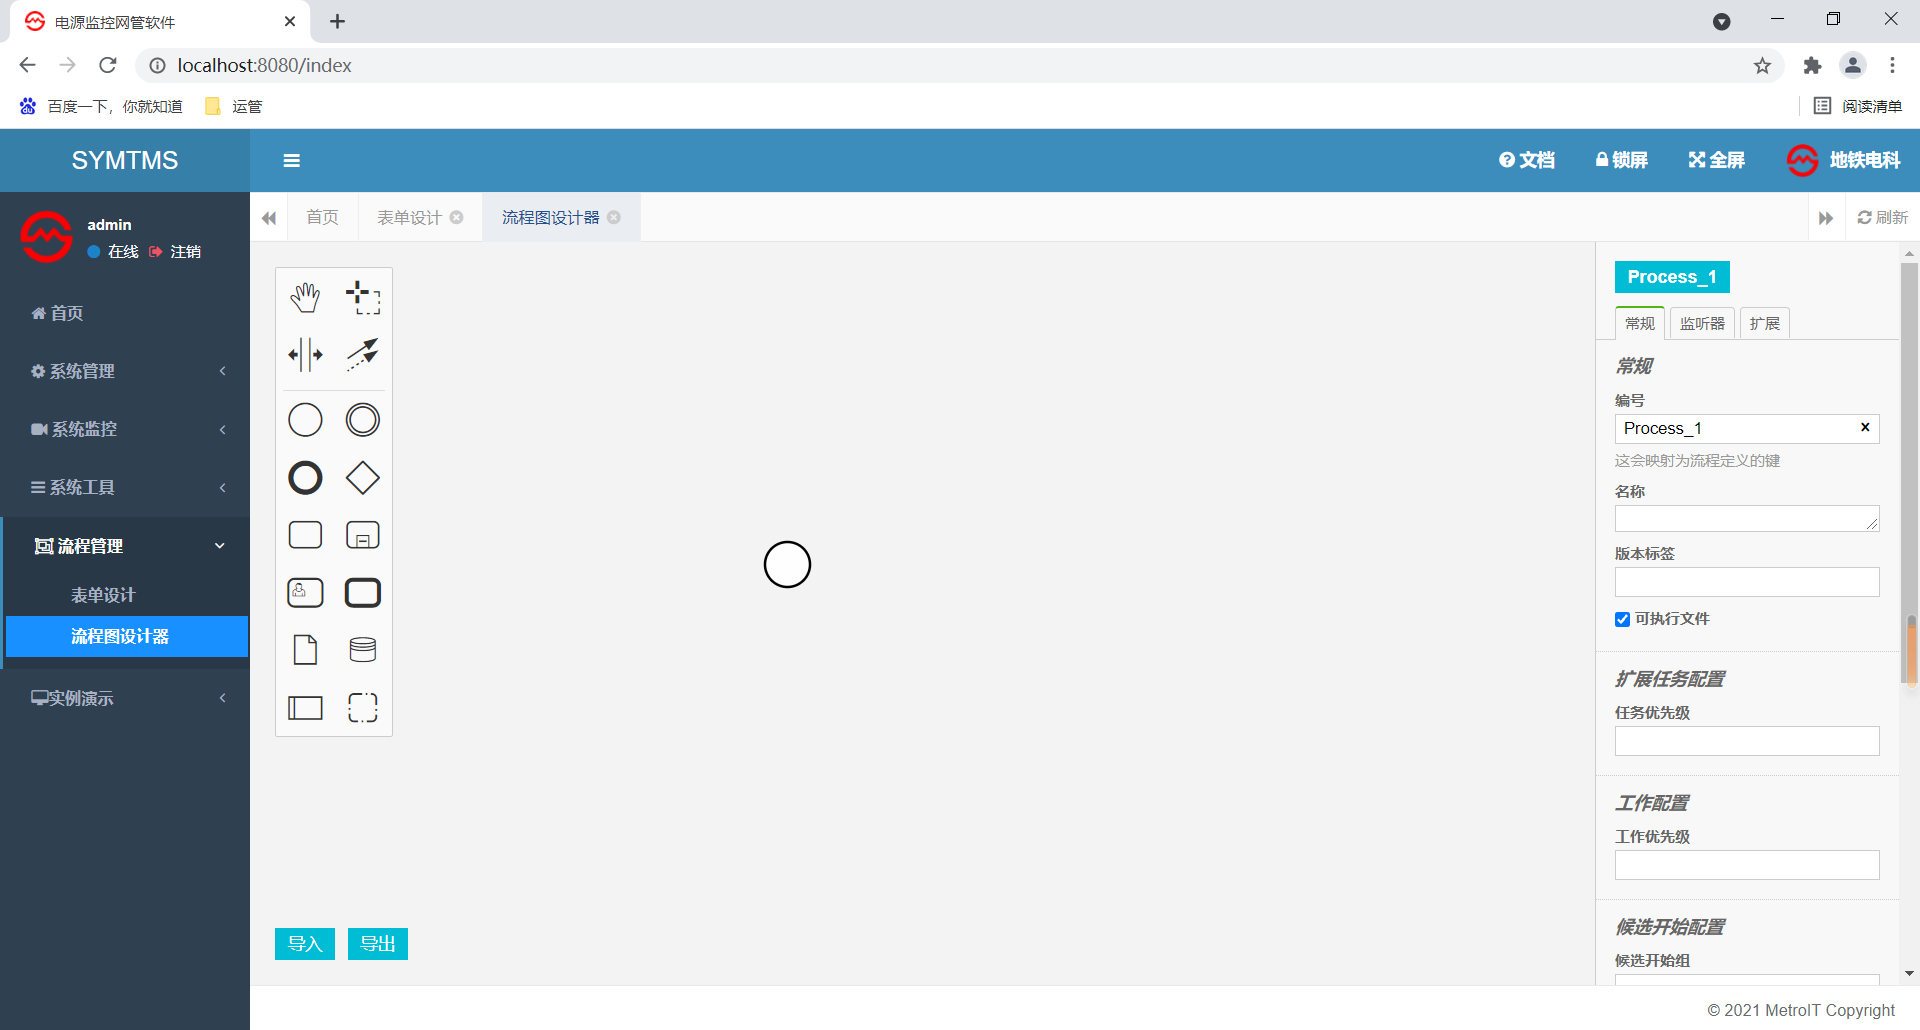 电源监控网管软件
localhost:8080/index
百度一下，你就知道
运管
阅读清单
SYMTMS
文档
锁屏
全屏
地铁电科
admin
在线
注销
首页
表单设计
流程图设计器
刷新
首页
系统管理
系统监控
系统工具
流程管理
表单设计
流程图设计器
实例演示
导入
导出
Process_1
常规
监听器
扩展
常规
编号
Process_1
这会映射为流程定义的键
名称
版本标签
可执行文件
扩展任务配置
任务优先级
工作配置
工作优先级
候选开始配置
候选开始组
© 2021 MetroIT Copyright